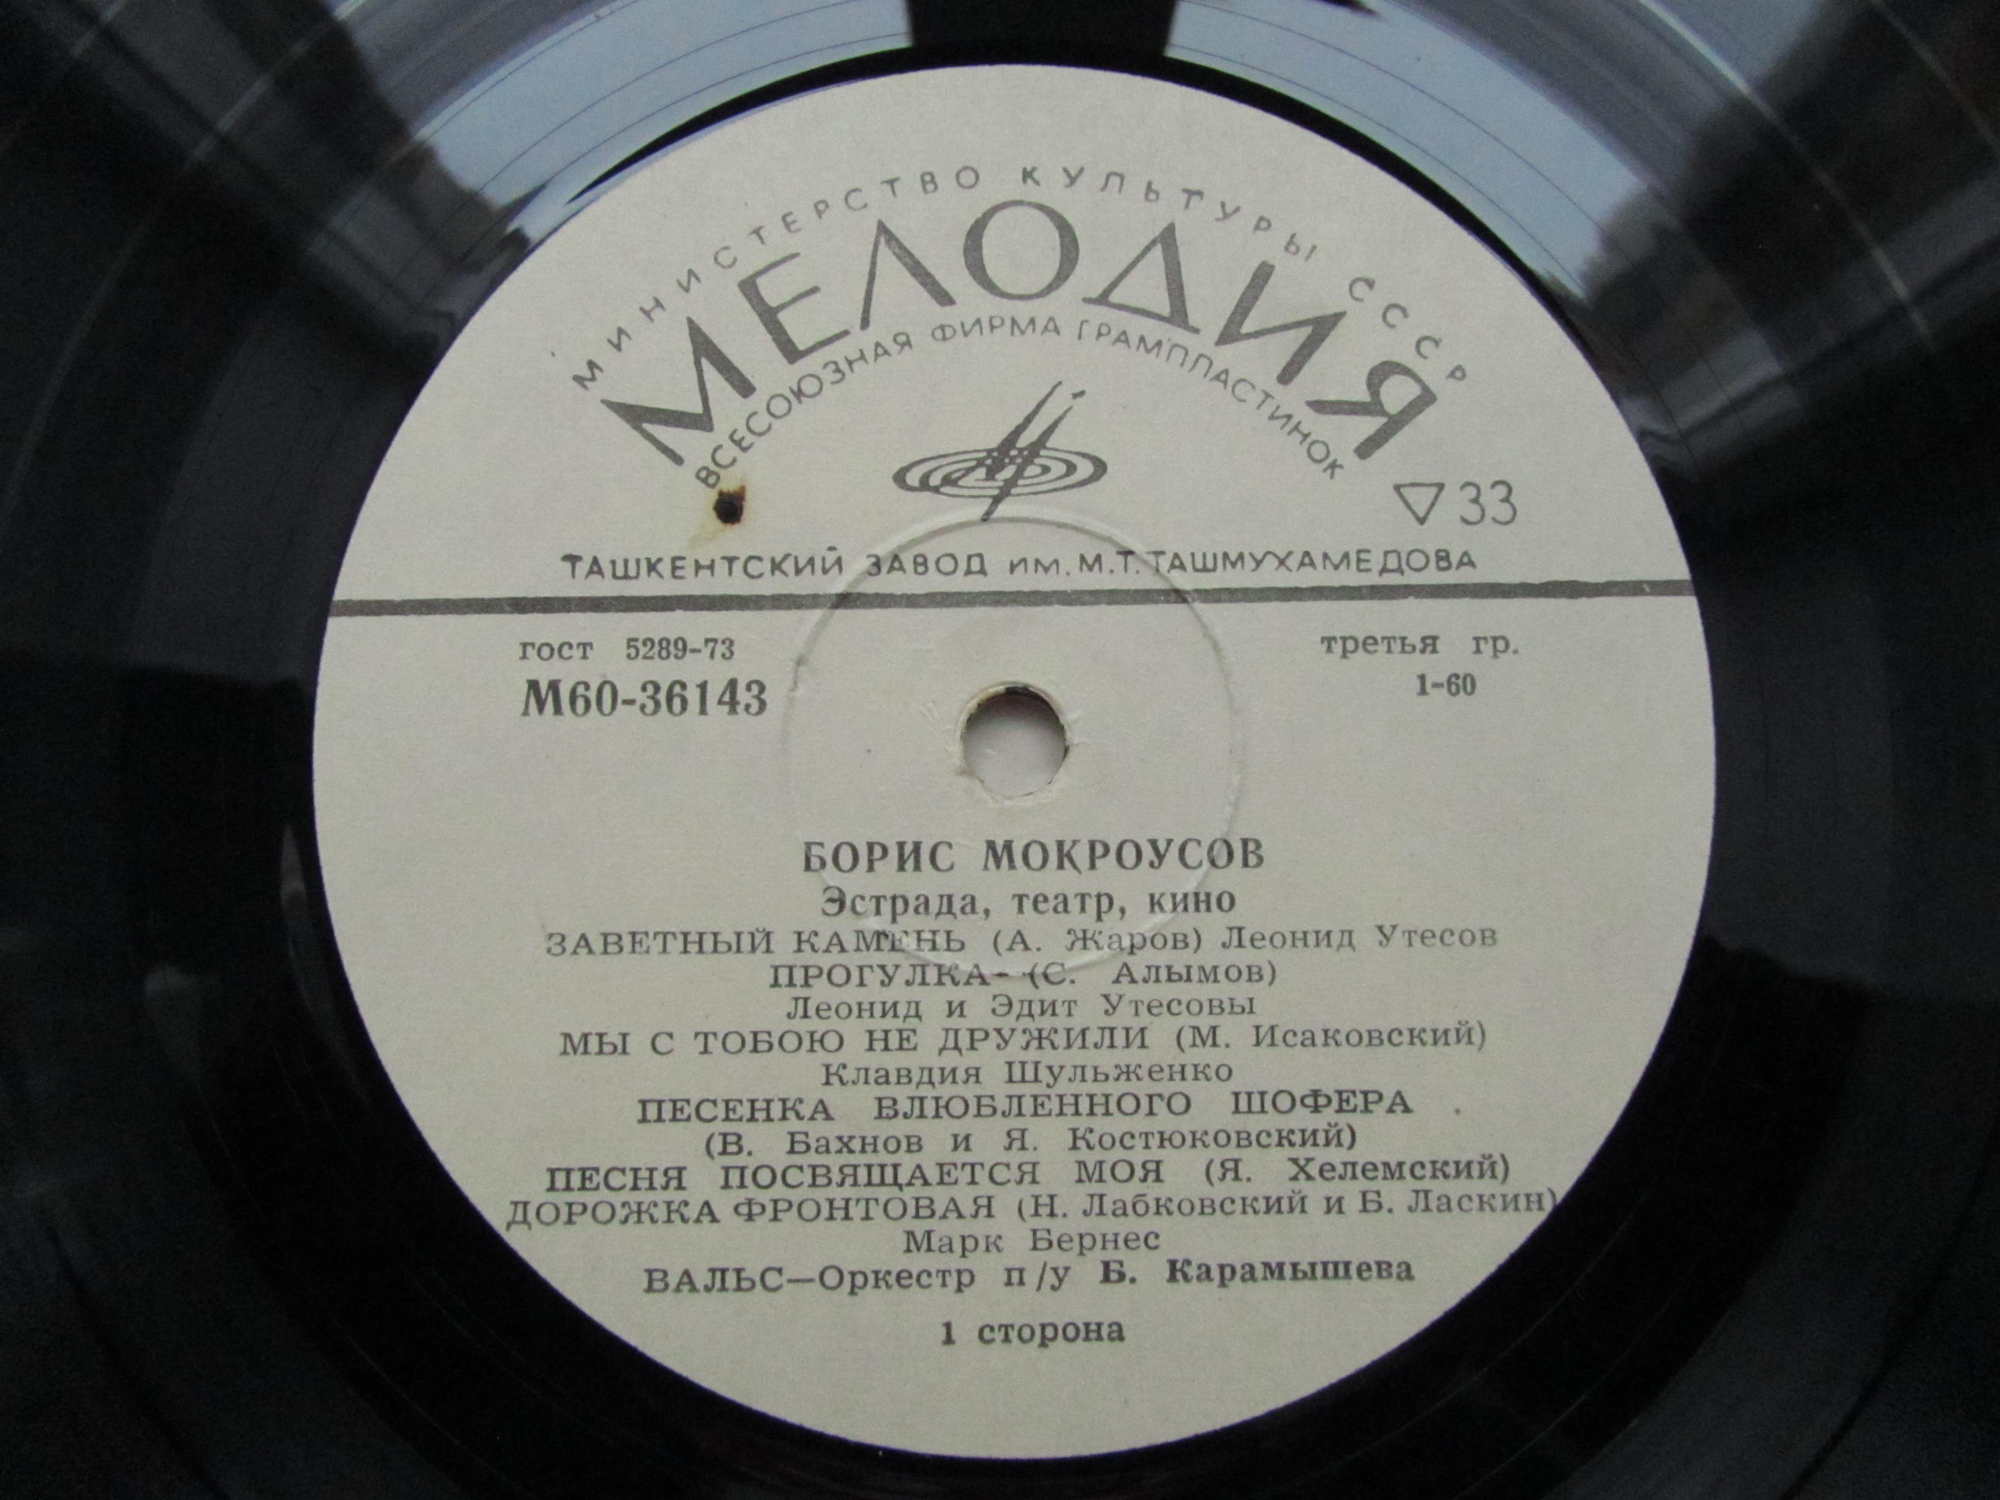 МИНИСТЕРСТВО КУЛЬТУРЫ СССР
МЕЛОДИЯ
ВСЕСОЮЗНАЯ ФИРМА ГРАМПЛАСТИНОК
33
ТАШКЕНТСКИЙ ЗАВОД им. М.Т. ТАШМУХАМЕДОВА
гост 5289-73
третья гр.
М60-36143
1-60
БОРИС МОКРОУСОВ
Эстрада, театр, кино
ЗАВЕТНЫЙ КАМЕНЬ (А. Жаров) Леонид Утесов
ПРОГУЛКА- (С. Алымов)
Леонид и Эдит Утесовы
МЫ С ТОБОЮ НЕ ДРУЖИЛИ (М. Исаковский)
Клавдия Шульженко
ПЕСЕНКА ВЛЮБЛЕННОГО ШОФЕРА
(В. Бахнов и Я. Костюковский)
ПЕСНЯ ПОСВЯЩАЕТСЯ МОЯ (Я. Хелемский)
ДОРОЖКА ФРОНТОВАЯ (Н. Лабковский и Б. Ласкин)
Марк Бернес
ВАЛЬС—Оркестр п/у Б. Карамышева
1 сторона